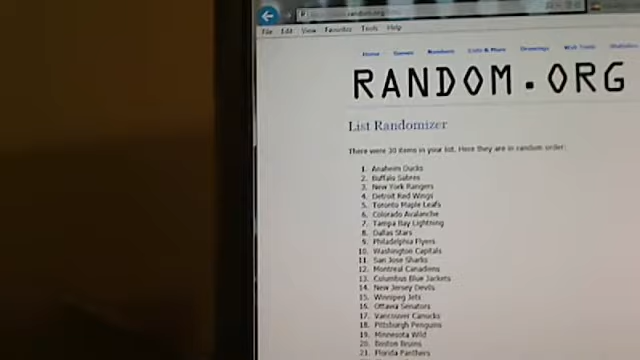 File Edit View Favorites Tools Help
Home Games Numbers Lists & More Drawings Web Tools Statistics
RANDOM.ORG
List Randomizer
There were 30 items in your list. Here they are in random order:
1. Anaheim Ducks
2. Buffalo Sabres
3. New York Rangers
4. Detroit Red Wings
5. Toronto Maple Leafs
6. Colorado Avalanche
7. Tampa Bay Lightning
8. Dallas Stars
9. Philadelphia Flyers
10. Washington Capitals
11. San Jose Sharks
12. Montreal Canadiens
13. Columbus Blue Jackets
14. New Jersey Devils
15. Winnipeg Jets
16. Ottawa Senators
17. Vancouver Canucks
18. Pittsburgh Penguins
19. Minnesota Wild
20. Boston Bruins
21. Florida Panthers